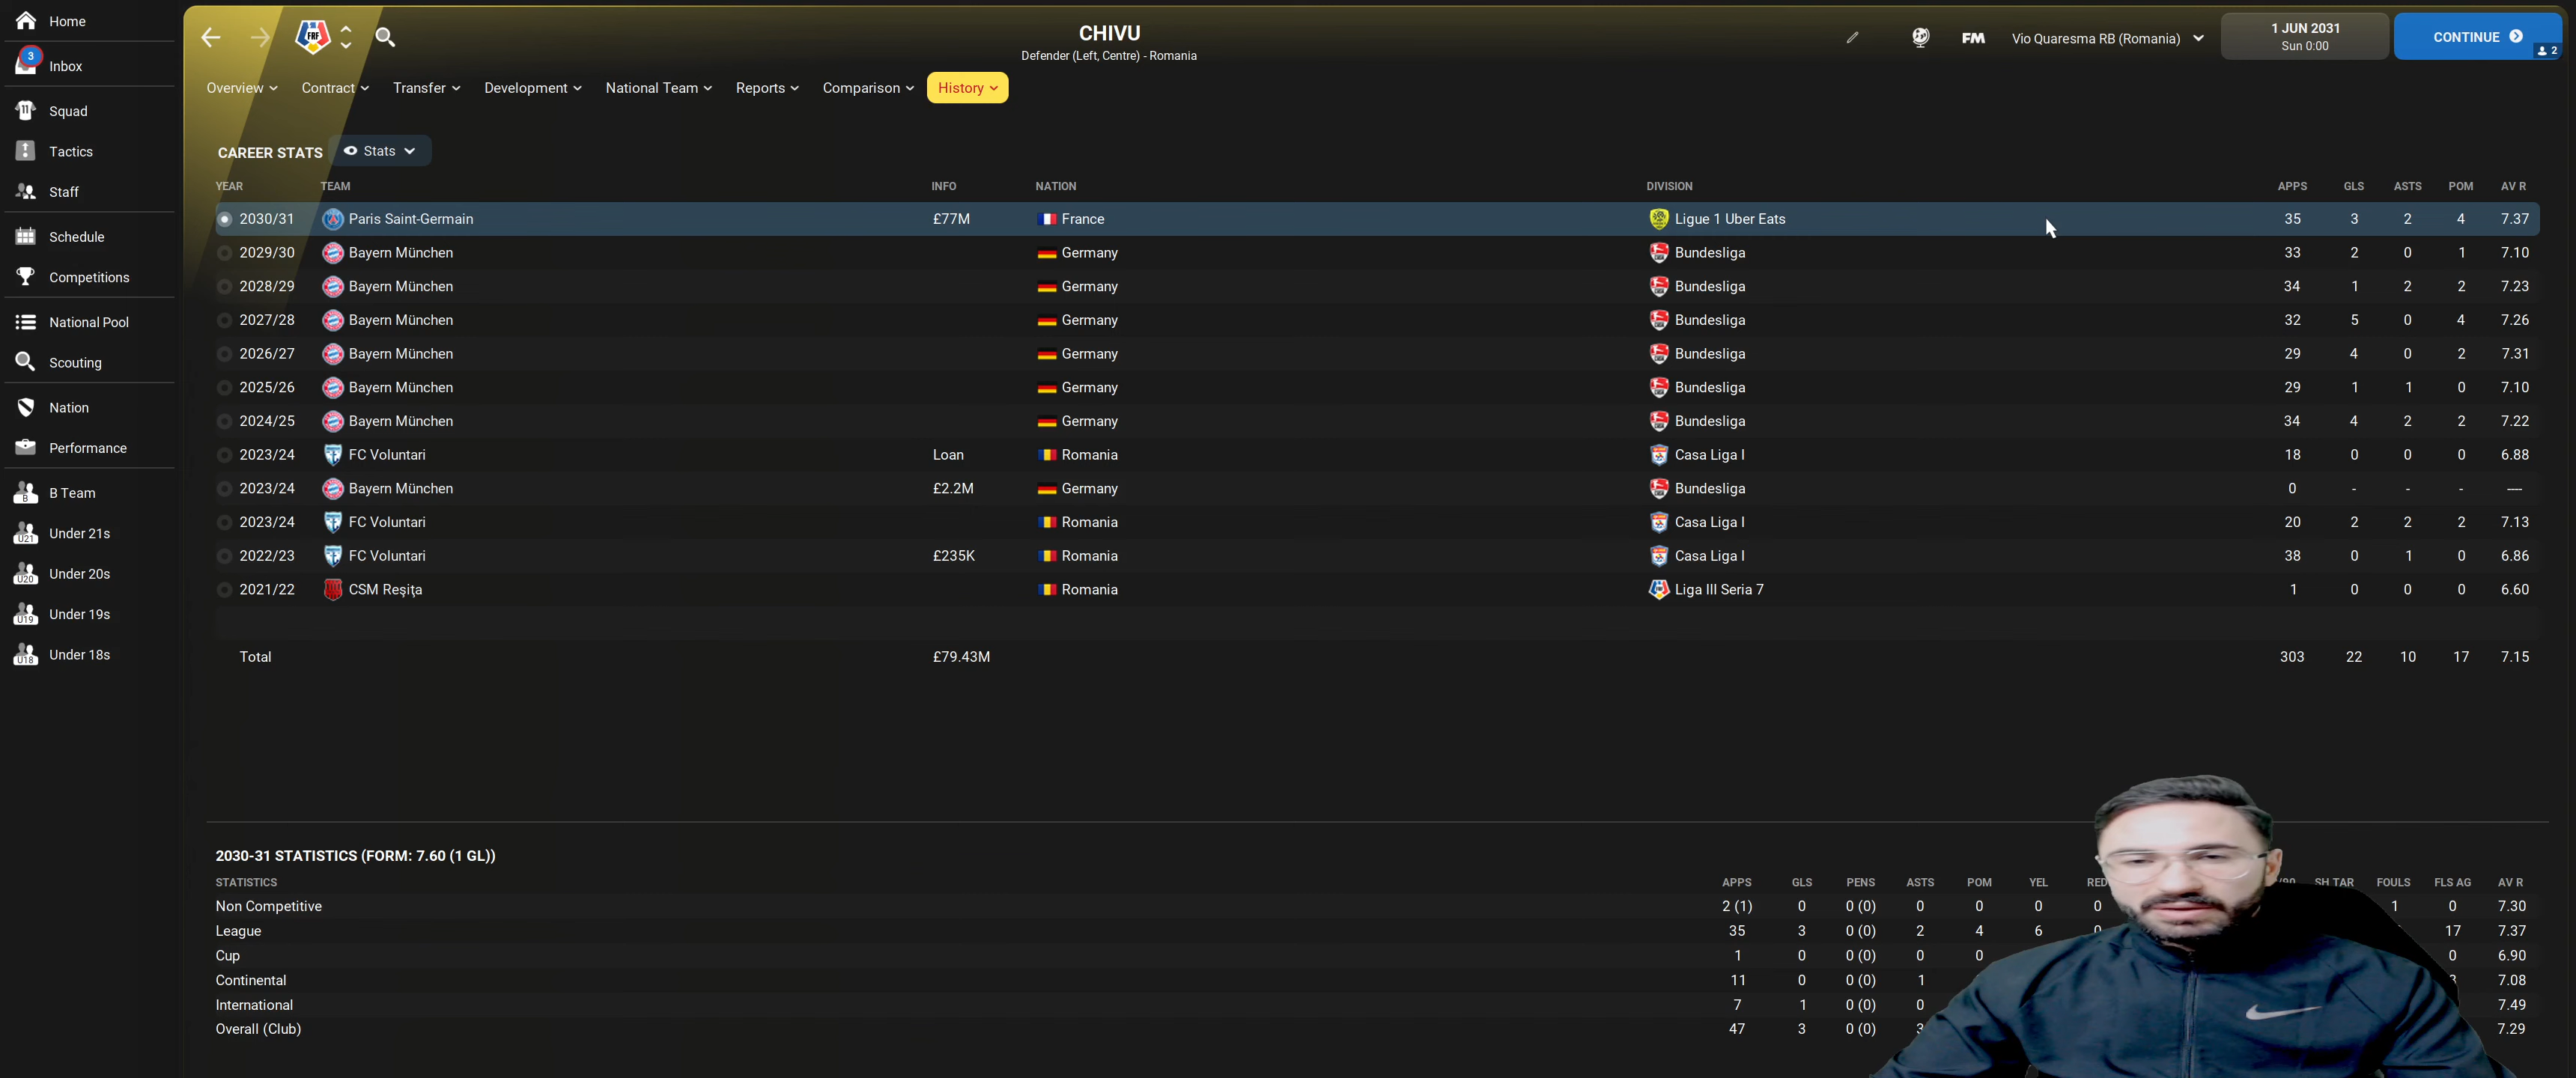 Home
CHIVU
Defender (Left, Centre) - Romania
FM
Vio Quaresma RB (Romania)
1 JUN 2031
Sun 0:00
CONTINUE
2
3
Inbox
Overview Contract Transfer Development National Team Reports Comparison History
Squad
Tactics
Staff
Schedule
Competitions
National Pool
Scouting
Nation
Performance
B Team
Under 21s
Under 20s
Under 19s
Under 18s
CAREER STATS Stats
YEAR TEAM INFO NATION DIVISION APPS GLS ASTS POM AV R
2030/31 Paris Saint-Germain £77M France Ligue 1 Uber Eats 35 3 2 4 7.37
2029/30 Bayern München Germany Bundesliga 33 2 0 1 7.10
2028/29 Bayern München Germany Bundesliga 34 1 2 2 7.23
2027/28 Bayern München Germany Bundesliga 32 5 0 4 7.26
2026/27 Bayern München Germany Bundesliga 29 4 0 2 7.31
2025/26 Bayern München Germany Bundesliga 29 1 1 0 7.10
2024/25 Bayern München Germany Bundesliga 34 4 2 2 7.22
2023/24 FC Voluntari Loan Romania Casa Liga I 18 0 0 0 6.88
2023/24 Bayern München £2.2M Germany Bundesliga 0 - - - ---
2023/24 FC Voluntari Romania Casa Liga I 20 2 2 2 7.13
2022/23 FC Voluntari £235K Romania Casa Liga I 38 0 1 0 6.86
2021/22 CSM Reşiţa Romania Liga III Seria 7 1 0 0 0 6.60
Total £79.43M 303 22 10 17 7.15
2030-31 STATISTICS (FORM: 7.60 (1 GL))
STATISTICS APPS GLS PENS ASTS POM YEL RED SH TAR FOULS FLS AG AV R
Non Competitive 2 (1) 0 0 (0) 0 0 0 0 1 0 7.30
League 35 3 0 (0) 2 4 6 0 17 7.37
Cup 1 0 0 (0) 0 0 0 6.90
Continental 11 0 0 (0) 1 7.08
International 7 1 0 (0) 0 7.49
Overall (Club) 47 3 0 (0) 3 7.29